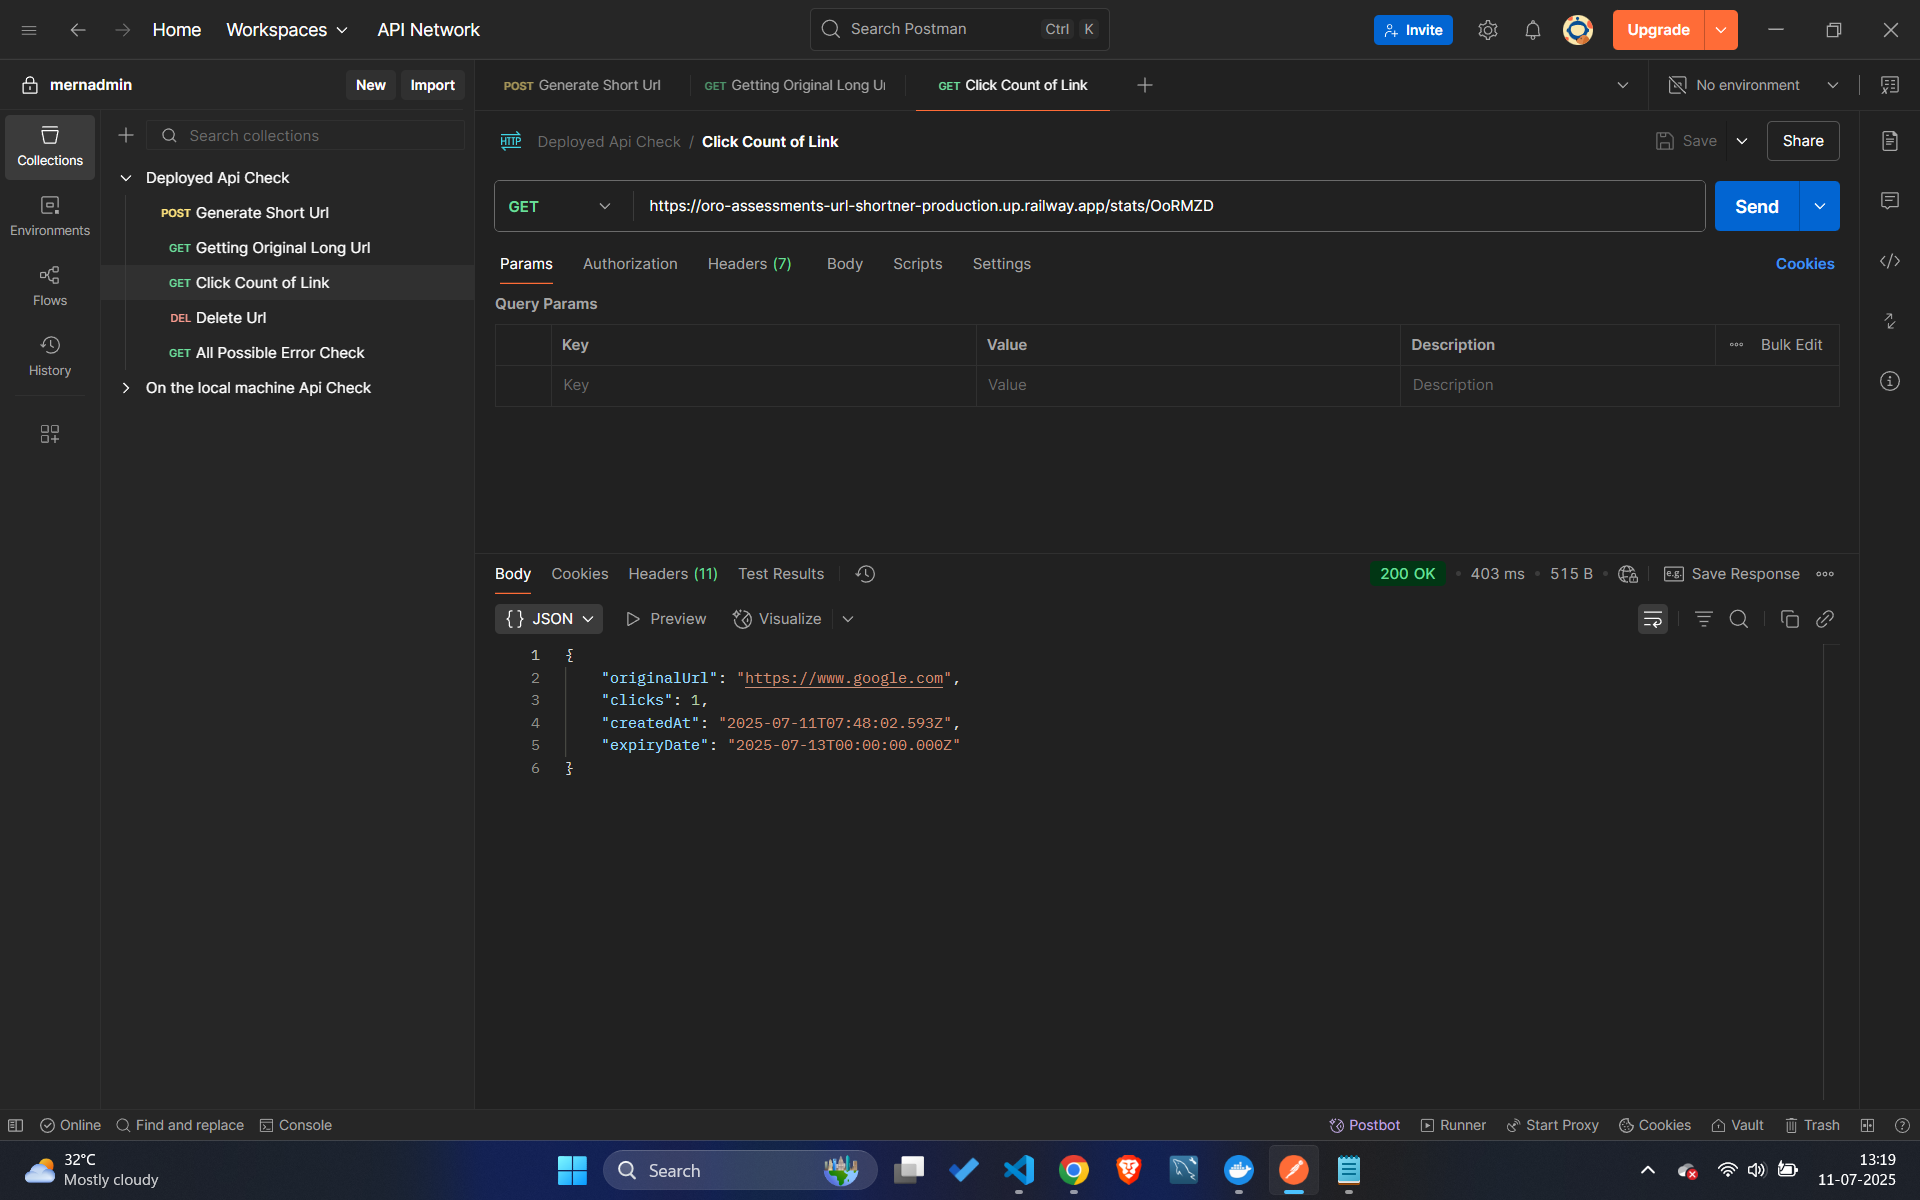 Home Workspaces API Network Search Postman Ctrl K Invite Upgrade
mernadmin New Import
POST Generate Short Url GET Getting Original Long Ur GET Click Count of Link No environment
Collections
Environments
Flows
History
Search collections
Deployed Api Check
POST Generate Short Url
GET Getting Original Long Url
GET Click Count of Link
DEL Delete Url
GET All Possible Error Check
On the local machine Api Check
HTTP Deployed Api Check / Click Count of Link Save Share
GET https://oro-assessments-url-shortner-production.up.railway.app/stats/OoRMZD Send
Params Authorization Headers (7) Body Scripts Settings Cookies
Query Params
Key Value Description Bulk Edit
Key Value Description
Body Cookies Headers (11) Test Results 200 OK • 403 ms • 515 B • e.g. Save Response
{} JSON Preview Visualize
1 {
2 "originalUrl": "https://www.google.com",
3 "clicks": 1,
4 "createdAt": "2025-07-11T07:48:02.593Z",
5 "expiryDate": "2025-07-13T00:00:00.000Z"
6 }
Online Find and replace Console Postbot Runner Start Proxy Cookies Vault Trash
32°C
Mostly cloudy
Search
13:19
11-07-2025